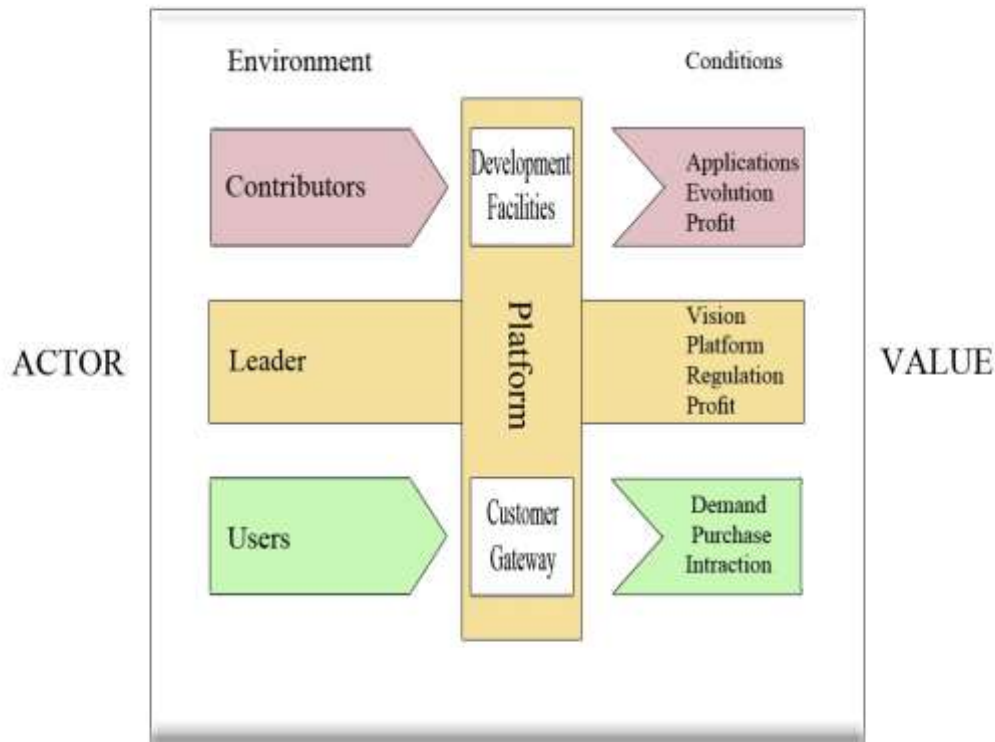 Environment
Conditions
Contributors
Development
Facilities
Applications
Evolution
Profit
ACTOR
Leader
Platform
Vision
Platform
Regulation
Profit
VALUE
Users
Customer
Gateway
Demand
Purchase
Intraction